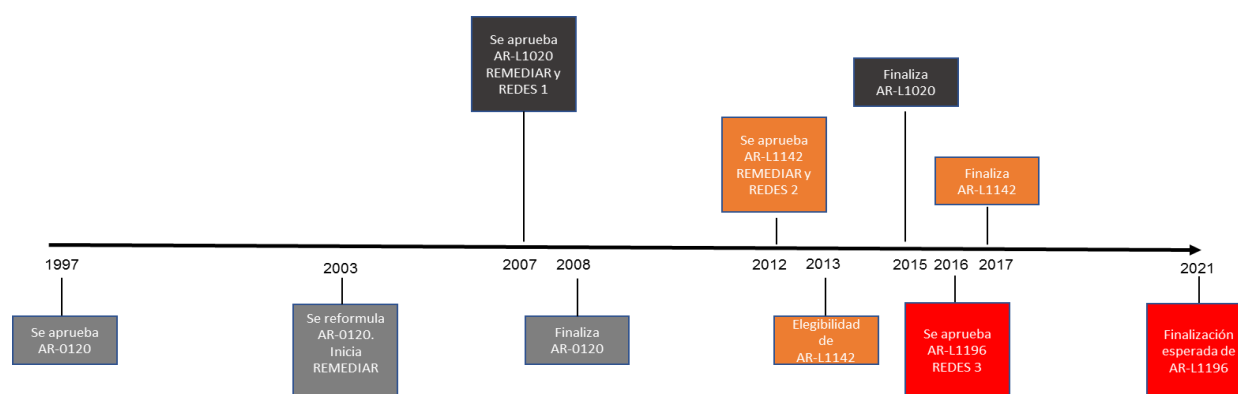 Se aprueba
AR-L1020
REMEDIAR y
REDES 1
Finaliza
AR-L1020
Se aprueba
AR-L1142
REMEDIAR y
REDES 2
Finaliza
AR-L1142
1997
2003
2007
2008
2012
2013
2015
2016
2017
2021
Se aprueba
AR-0120
Se reformula
AR-0120.
Inicia
REMEDIAR
Finaliza
AR-0120
Elegibilidad
de
AR-L1142
Se aprueba
AR-L1196
REDES 3
Finalización
esperada de
AR-L1196